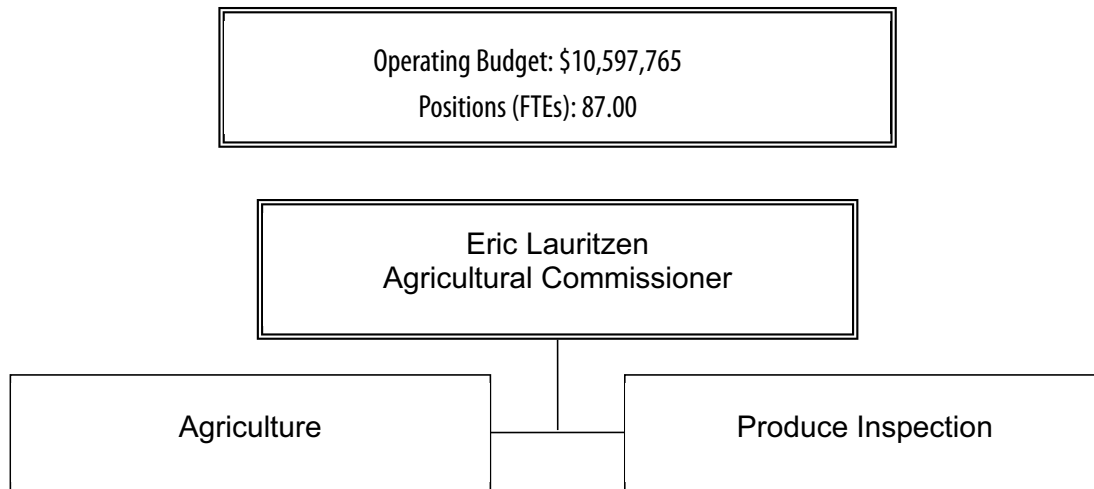 Operating Budget: $10,597,765
Positions (FTEs): 87.00
Eric Lauritzen
Agricultural Commissioner
Agriculture
Produce Inspection